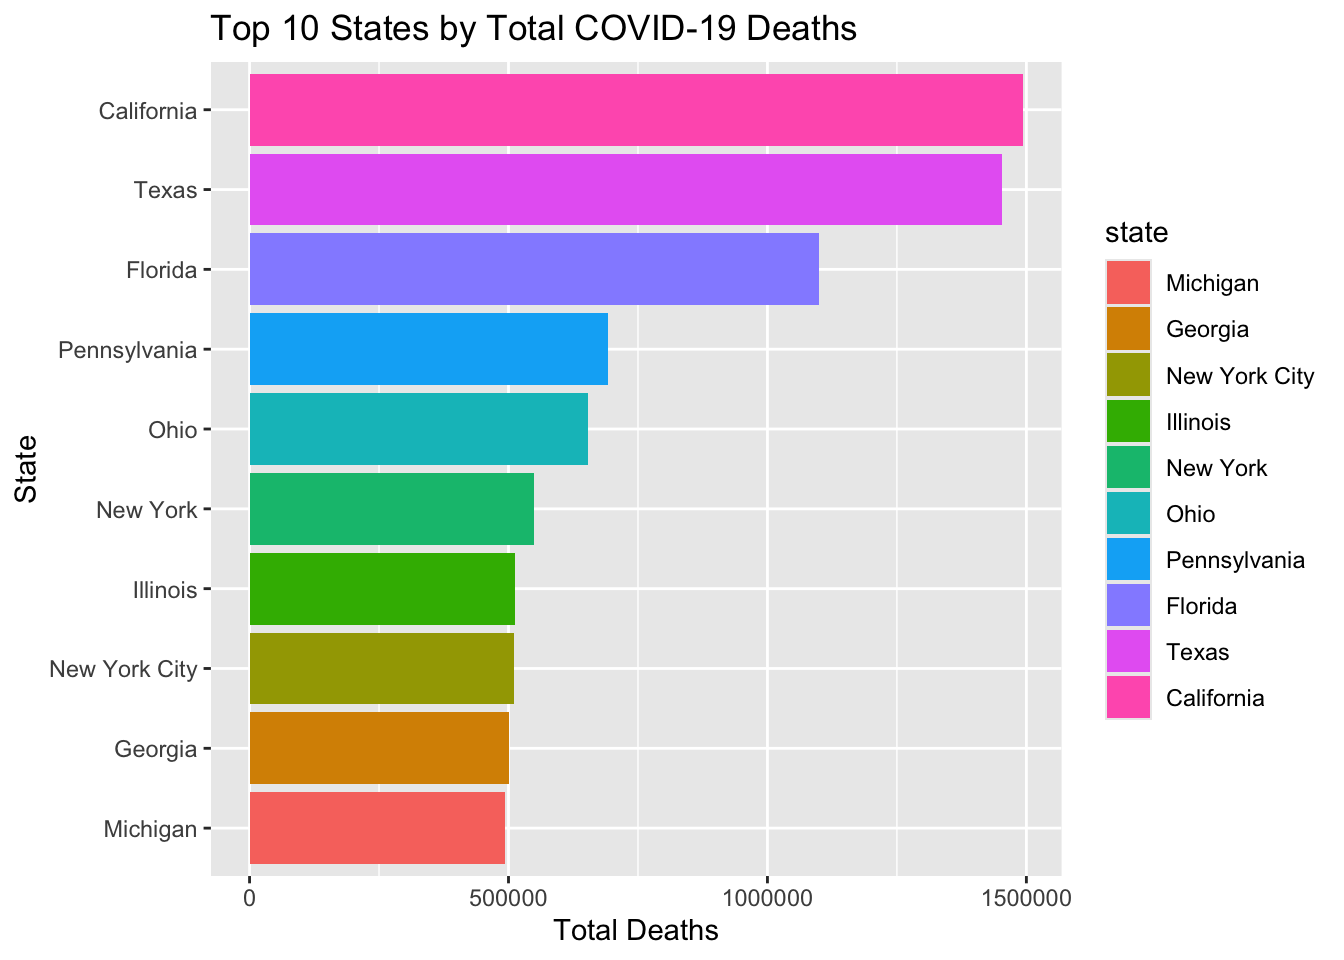 Top 10 States by Total COVID-19 Deaths
State
California
Texas
Florida
Pennsylvania
Ohio
New York
Illinois
New York City
Georgia
Michigan
0 500000 1000000 1500000
Total Deaths
state
Michigan
Georgia
New York City
Illinois
New York
Ohio
Pennsylvania
Florida
Texas
California